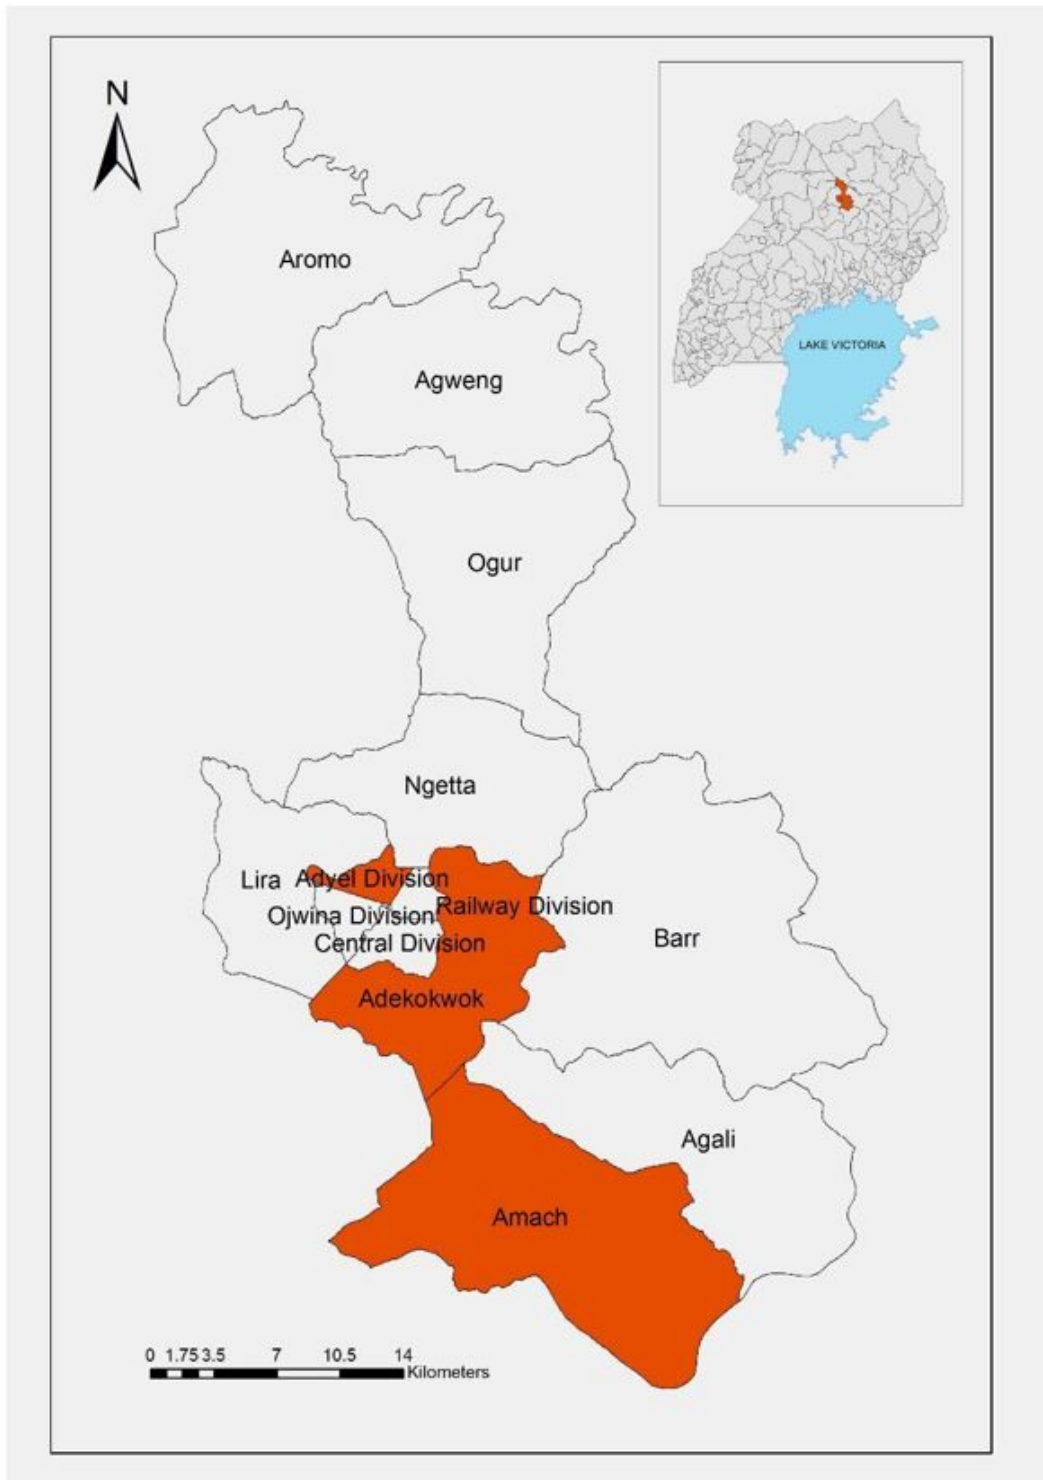 N
LAKE VICTORIA
Aromo
Agweng
Ogur
Ngetta
Lira
Adyel Division
Railway Division
Ojwina Division
Central Division
Barr
Adekokwok
Agali
Amach
0 1.75 3.5 7 10.5 14
Kilometers